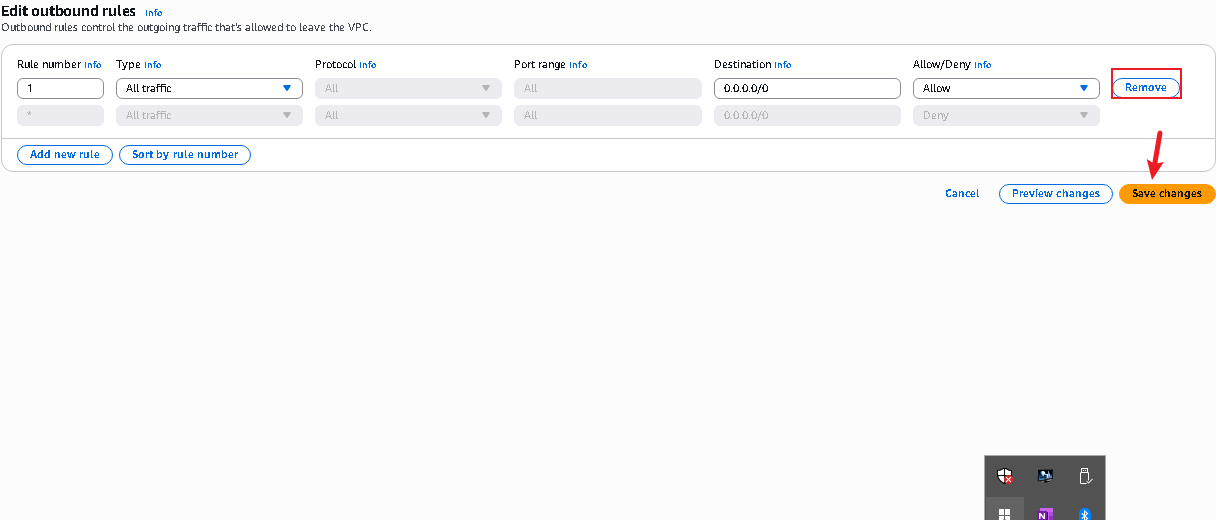 Edit outbound rules Info
Outbound rules control the outgoing traffic that's allowed to leave the VPC.
Rule number Info Type Info Protocol Info Port range Info Destination Info Allow/Deny Info
1 All traffic All All 0.0.0.0/0 Allow Remove
* All traffic All All 0.0.0.0/0 Deny
Add new rule Sort by rule number
Cancel Preview changes Save changes
N